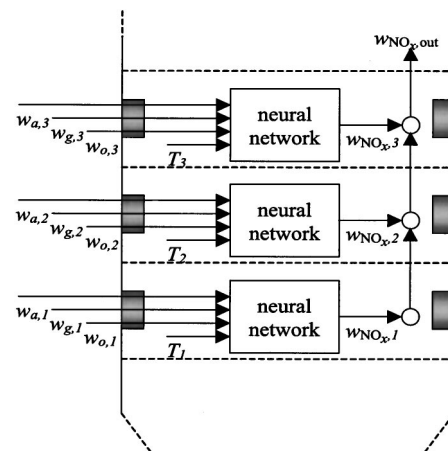 w_NOx,out
w_a,3
w_g,3
w_o,3
T_3
neural
network
w_NOx,3
w_a,2
w_g,2
w_o,2
T_2
neural
network
w_NOx,2
w_a,1
w_g,1
w_o,1
T_1
neural
network
w_NOx,1